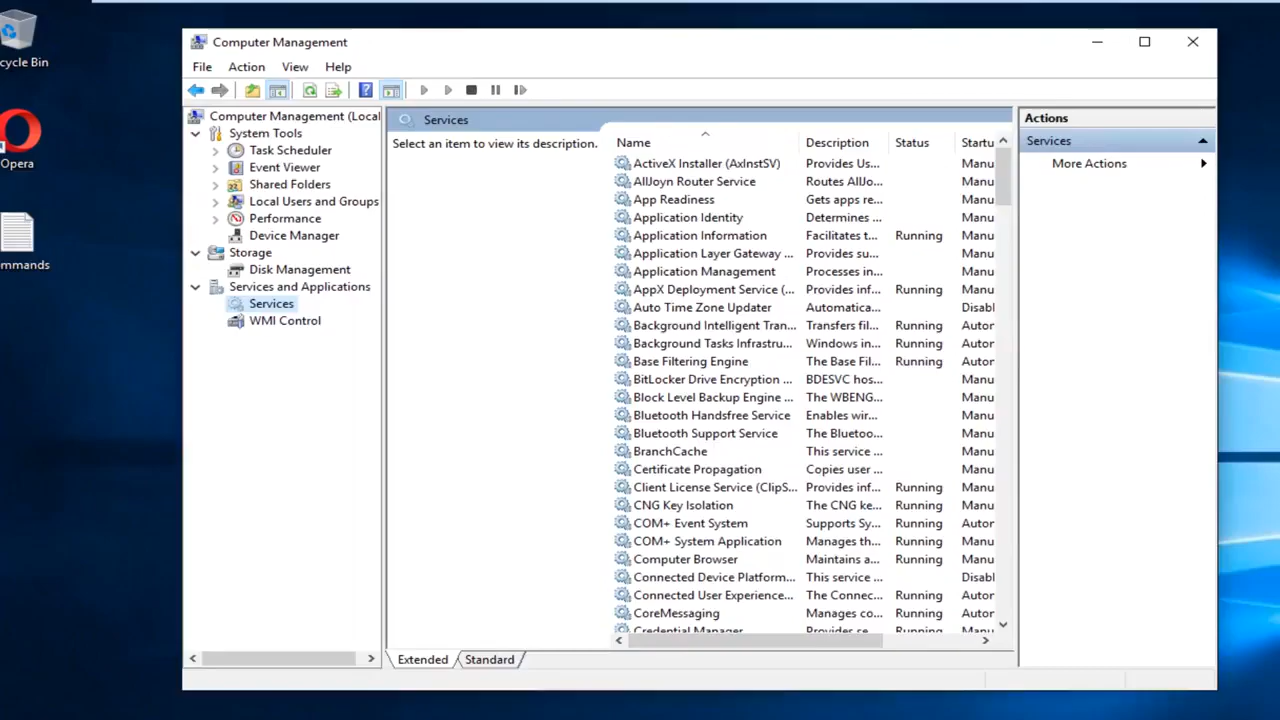 cycle Bin
Opera
mmands
Computer Management
File Action View Help
Computer Management (Local
System Tools
Task Scheduler
Event Viewer
Shared Folders
Local Users and Groups
Performance
Device Manager
Storage
Disk Management
Services and Applications
Services
WMI Control
Services
Select an item to view its description.
Name Description Status Startu
ActiveX Installer (AxInstSV) Provides Us... Manu
AllJoyn Router Service Routes AllJo... Manu
App Readiness Gets apps re... Manu
Application Identity Determines ... Manu
Application Information Facilitates t... Running Manu
Application Layer Gateway ... Provides su... Manu
Application Management Processes in... Manu
AppX Deployment Service (... Provides inf... Running Manu
Auto Time Zone Updater Automatica... Disabl
Background Intelligent Tran... Transfers fil... Running Autor
Background Tasks Infrastru... Windows in... Running Autor
Base Filtering Engine The Base Fil... Running Autor
BitLocker Drive Encryption ... BDESVC hos... Manu
Block Level Backup Engine ... The WBENG... Manu
Bluetooth Handsfree Service Enables wir... Manu
Bluetooth Support Service The Bluetoo... Manu
BranchCache This service ... Manu
Certificate Propagation Copies user ... Manu
Client License Service (ClipS... Provides inf... Running Manu
CNG Key Isolation The CNG ke... Running Manu
COM+ Event System Supports Sy... Running Autor
COM+ System Application Manages th... Running Manu
Computer Browser Maintains a... Running Manu
Connected Device Platform... This service ... Disabl
Connected User Experience... The Connec... Running Autor
CoreMessaging Manages co... Running Autor
Credential Manager Provides se... Running Manu
Extended Standard
Actions
Services
More Actions